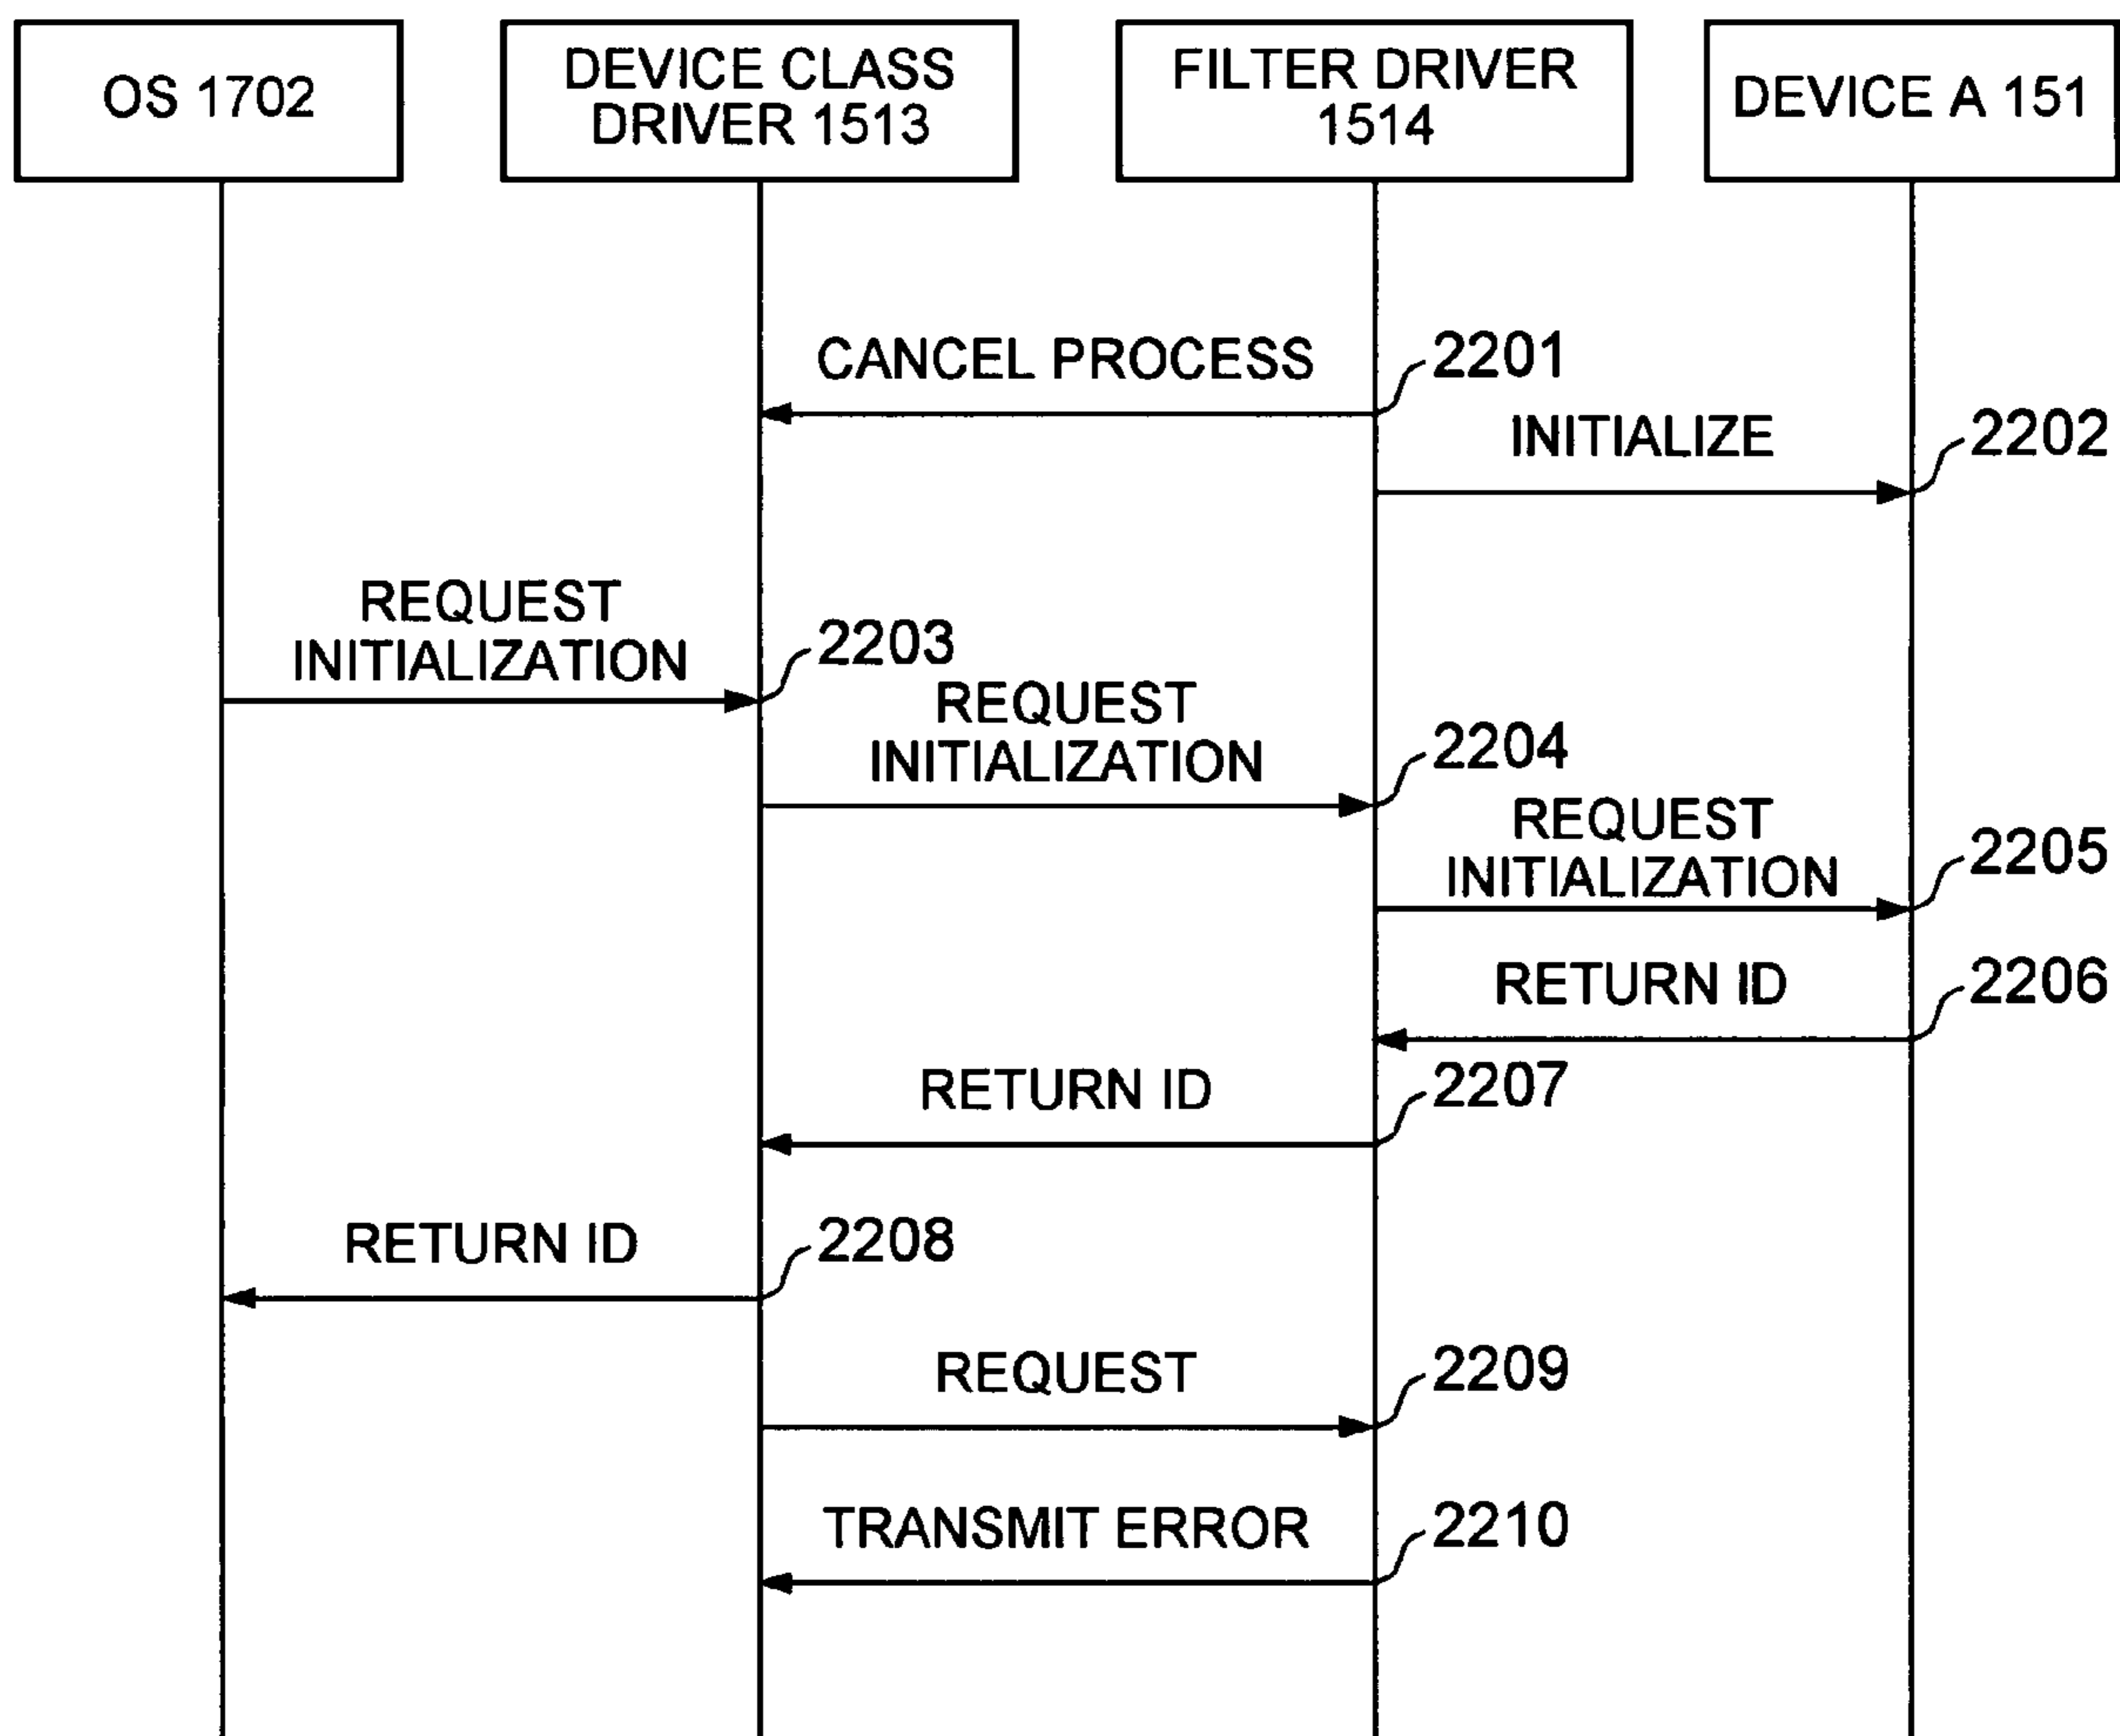 OS 1702
DEVICE CLASS
DRIVER 1513
FILTER DRIVER
1514
DEVICE A 151
CANCEL PROCESS
2201
INITIALIZE
2202
REQUEST
INITIALIZATION
2203
REQUEST
INITIALIZATION
2204
REQUEST
INITIALIZATION
2205
RETURN ID
2206
RETURN ID
2207
RETURN ID
2208
REQUEST
2209
TRANSMIT ERROR
2210